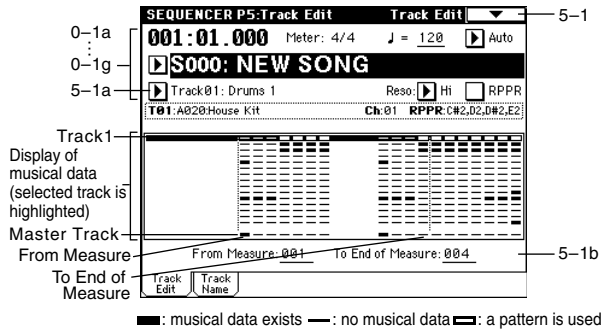 SEQUENCER P5:Track Edit Track Edit
5–1
0–1a
001:01.000 Meter: 4/4 ♩ = 120 Auto
0–1g
S000: NEW SONG
5–1a
Track01: Drums 1 Reso: Hi RPPR
T01:A020:House Kit Ch:01 RPPR:C#2,D2,D#2,E2
Track1
Display of
musical data
(selected track is
highlighted)
Master Track
From Measure
From Measure: 001 To End of Measure: 004
5–1b
To End of
Measure
Track Edit
Track Name
: musical data exists : no musical data : a pattern is used